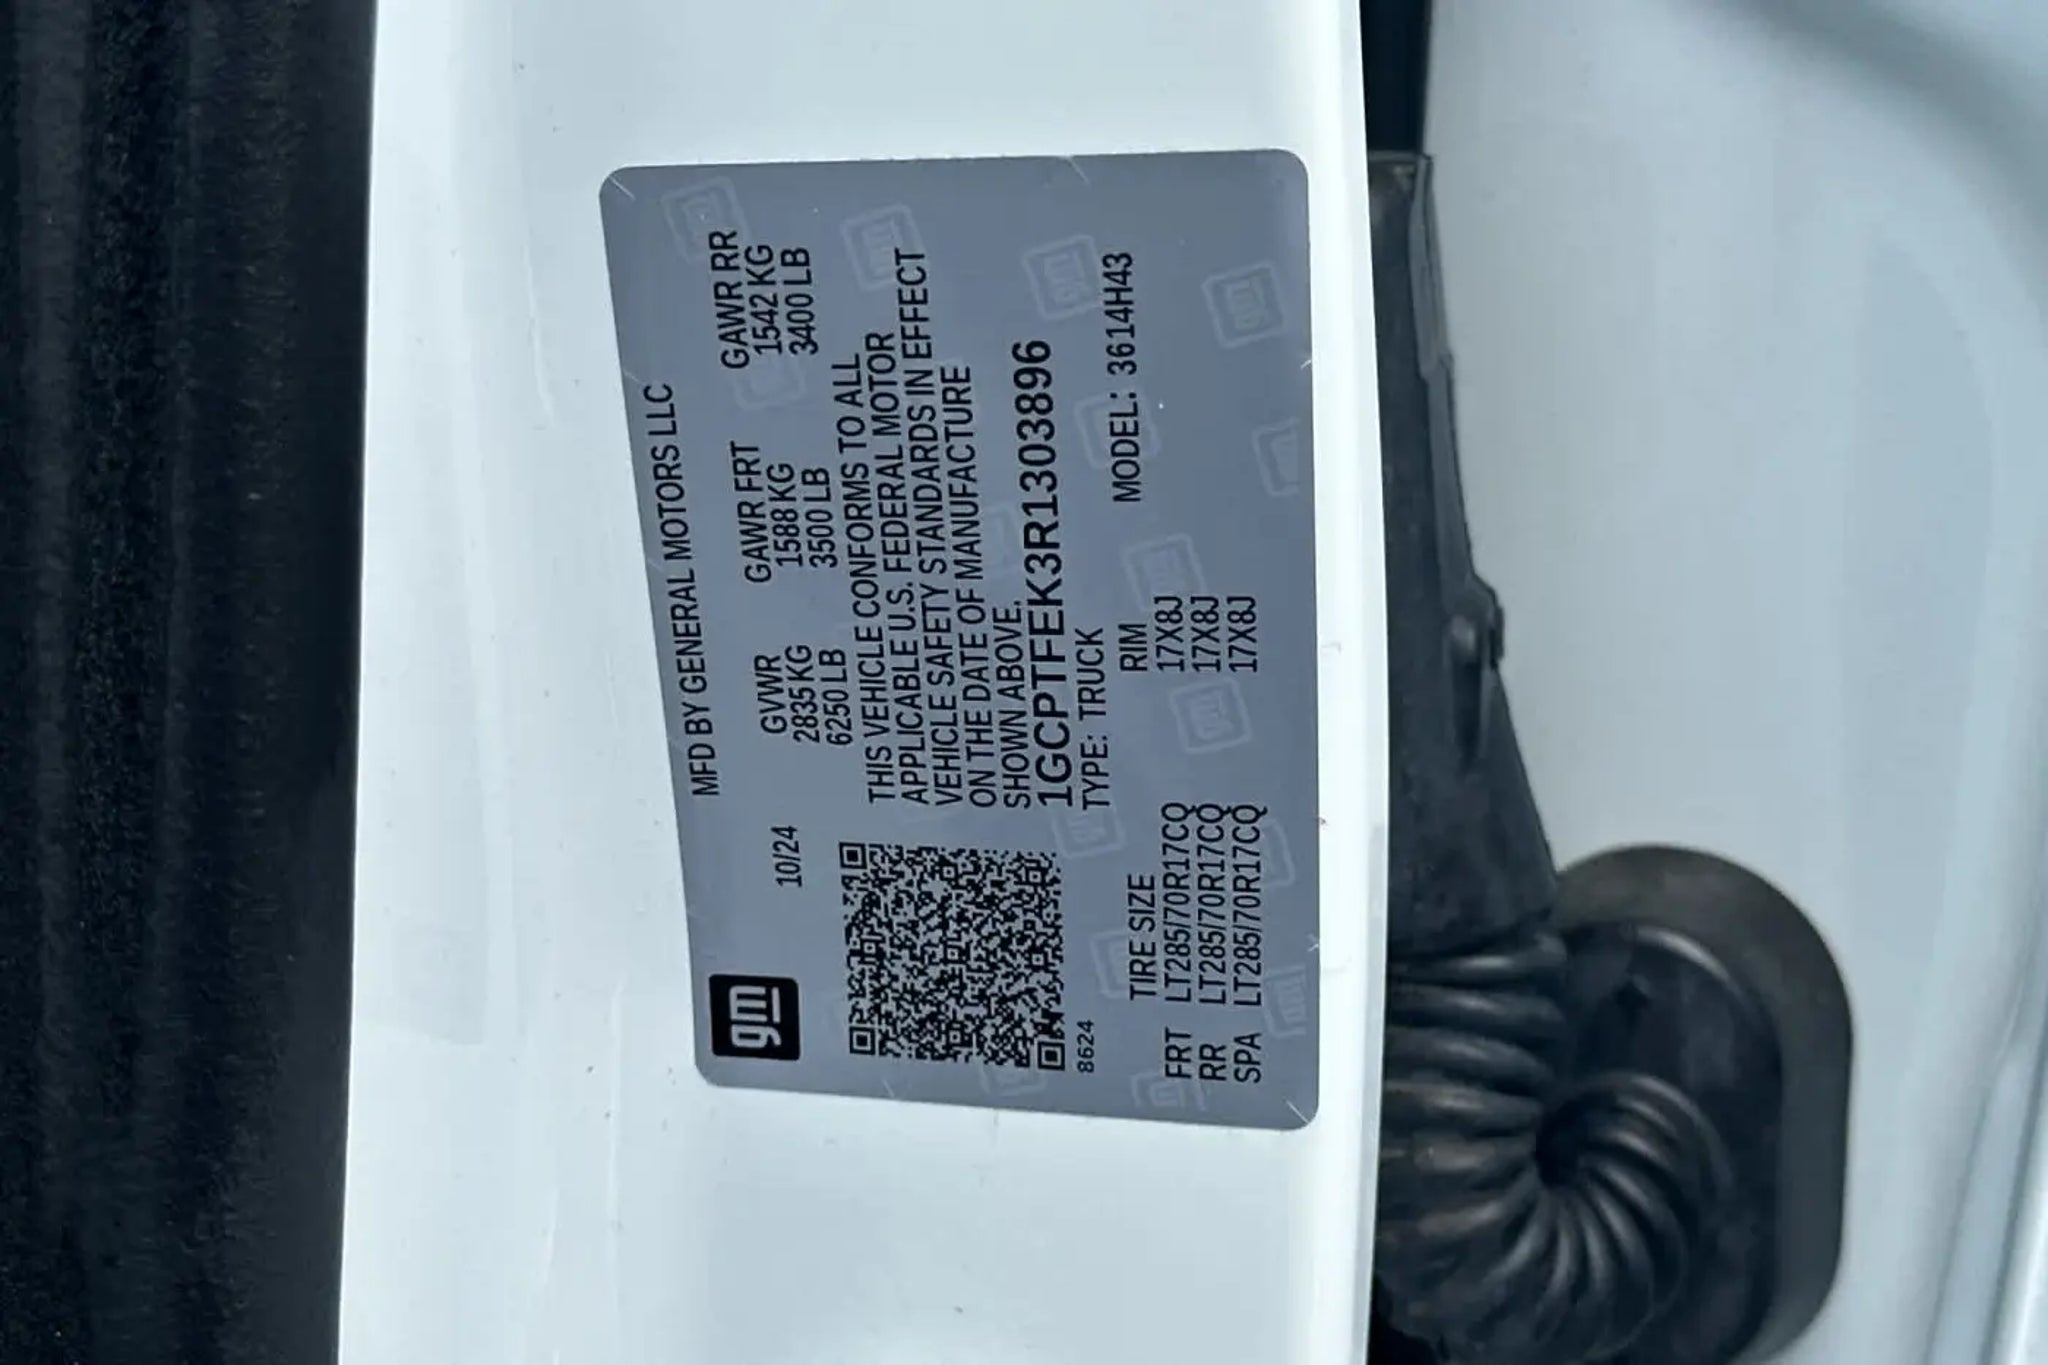 MFD BY GENERAL MOTORS LLC
gm
10/24
GVWR GAWR FRT GAWR RR
2835 KG 1588 KG 1542 KG
6250 LB 3500 LB 3400 LB
THIS VEHICLE CONFORMS TO ALL
APPLICABLE U.S. FEDERAL MOTOR
VEHICLE SAFETY STANDARDS IN EFFECT
ON THE DATE OF MANUFACTURE
SHOWN ABOVE.
1GCPTFEK3R1303896
8624
TYPE: TRUCK MODEL: 3614H43
TIRE SIZE RIM
FRT LT285/70R17CQ 17X8J
RR LT285/70R17CQ 17X8J
SPA LT285/70R17CQ 17X8J